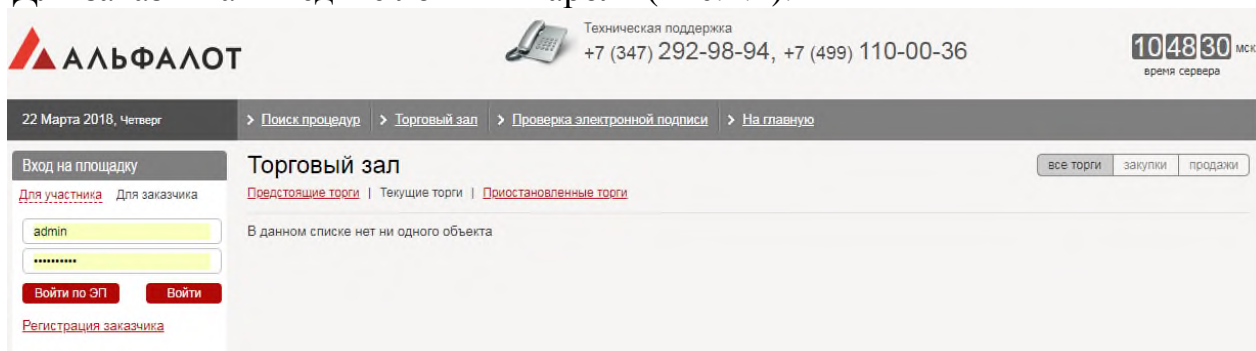 АЛЬФАЛОТ
Техническая поддержка
+7 (347) 292-98-94, +7 (499) 110-00-36
10 48 30 мск
время сервера
22 Марта 2018, Четверг
Поиск процедур
Торговый зал
Проверка электронной подписи
На главную
Вход на площадку
Для участника Для заказчика
admin
••••••••••
Войти по ЭП
Войти
Регистрация заказчика
Торговый зал
все торги закупки продажи
Предстоящие торги | Текущие торги | Приостановленные торги
В данном списке нет ни одного объекта